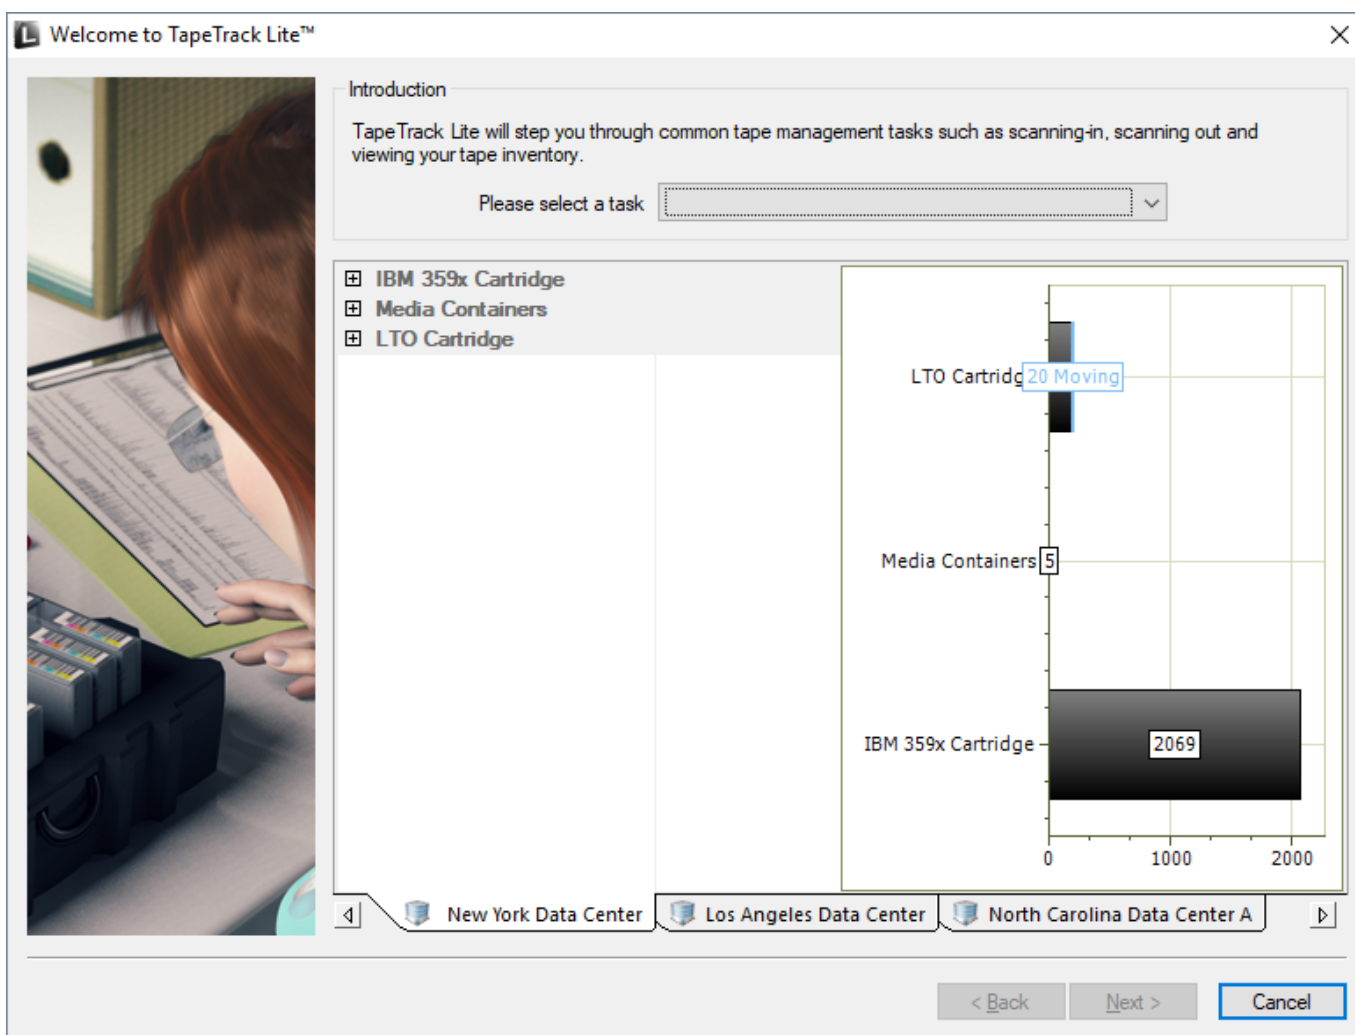 Welcome to TapeTrack Lite™
Introduction
TapeTrack Lite will step you through common tape management tasks such as scanning-in, scanning out and
viewing your tape inventory.
Please select a task
IBM 359x Cartridge
Media Containers
LTO Cartridge
LTO Cartridg
20 Moving
Media Containers
5
IBM 359x Cartridge
2069
0 1000 2000
New York Data Center
Los Angeles Data Center
North Carolina Data Center A
< Back
Next >
Cancel